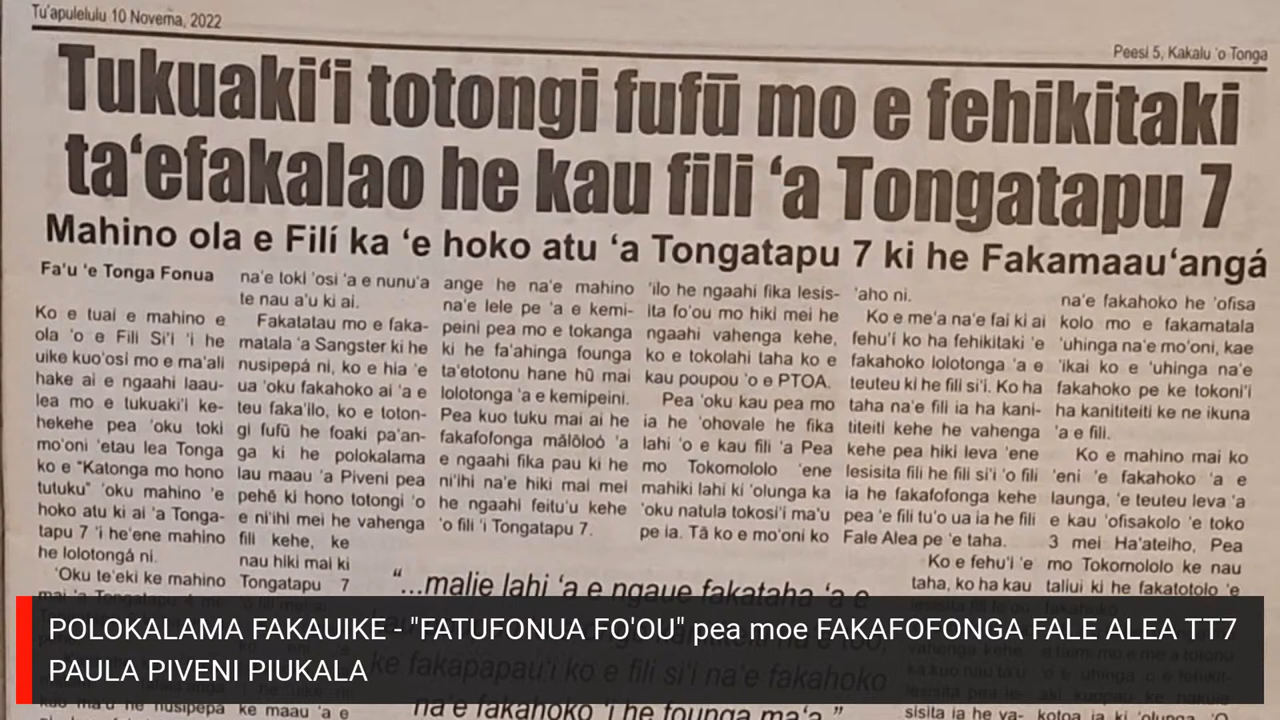 Tu'apulelulu 10 Novema, 2022
Peesi 5, Kakalu 'o Tonga
Tukuaki‘i totongi fufū mo e fehikitaki
ta‘efakalao he kau fili ‘a Tongatapu 7
Mahino ola e Filí ka ‘e hoko atu ‘a Tongatapu 7 ki he Fakamaau‘angá
Fa'u 'e Tonga Fonua
Ko e tuai e mahino e
ola 'o e Fili Si'i 'i he
uike kuo'osi mo e ma'ali
hake ai e ngaahi laau-
lea mo e tukuaki'i ke-
hekehe pea 'oku toki
mo'oni 'etau lea Tonga
ko e "Katonga mo hono
tutuku" 'oku mahino 'e
hoko atu ki ai 'a Tonga-
tapu 7 'i he'ene mahino
he lolotongá ni.
'Oku te'eki ke mahino
na'e toki 'osi 'a e nunu'a
te nau a'u ki ai.
Fakatatau mo e faka-
matala 'a Sangster ki he
nusipepá ni, ko e hia 'e
ua 'oku fakahoko ai 'a e
teu faka'ilo, ko e toton-
gi fufū he foaki pa'an-
ga ki he polokalama
lau maau 'a Piveni pea
pehê ki hono totongi 'o
e ni'ihi mei he vahenga
fili kehe, ke
nau hiki mai ki
Tongatapu 7
ange he na'e mahino
na'e lele pe 'a e kemi-
peini pea mo e tokanga
ki he fa'ahinga founga
ta'etotonu hane hū mai
lolotonga 'a e kemipeini.
Pea kuo tuku mai ai he
fakafofonga mālōloó 'a
e ngaahi fika pau ki he
ni'ihi na'e hiki mai mei
he ngaahi feitu'u kehe
'o fili 'i Tongatapu 7.
'ilo he ngaahi fika lesis-
ita fo'ou mo hiki mei he
ngaahi vahenga kehe,
ko e tokolahi taha ko e
kau poupou 'o e PTOA.
Pea 'oku kau pea mo
ia he 'ohovale he fika
lahi 'o e kau fili 'a Pea
mo Tokomololo 'ene
mahiki lahi ki 'olunga ka
'oku natula tokosi'i ma'u
pe ia. Tā ko e mo'oni ko
'aho ni.
Ko e me'a na'e fai ki ai
fehu'i ko ha fehikitaki 'e
fakahoko lolotonga 'a e
teuteu ki he fili si'i. Ko ha
taha na'e fili ia ha kani-
titeiti kehe he vahenga
kehe pea hiki leva 'ene
lesisita fili he fili si'i 'o fili
ia he fakafofonga kehe
pea 'e fili tu'o ua ia he fili
Fale Alea pe 'e taha.
Ko e fehu'i 'e
taha, ko ha kau
na'e fakahoko he 'ofisa
kolo mo e fakamatala
'uhinga na'e mo'oni, kae
'ikai ko e 'uhinga na'e
fakahoko pe ke tokoni'i
ha kanititeiti ke ne ikuna
'a e fili.
Ko e mahino mai ko
'eni 'e fakahoko 'a e
launga, 'e teuteu leva 'a
e kau 'ofisakolo 'e toko
3 mei Ha'ateiho, Pea
mo Tokomololo ke nau
taliui ki he fakatotolo 'e
“...malie lahi ‘a e ngaue fakataha ‘a e
ke fakapapau'i ko e fili si'i na'e fakahoko
POLOKALAMA FAKAUIKE - "FATUFONUA FO'OU" pea moe FAKAFOFONGA FALE ALEA TT7
PAULA PIVENI PIUKALA